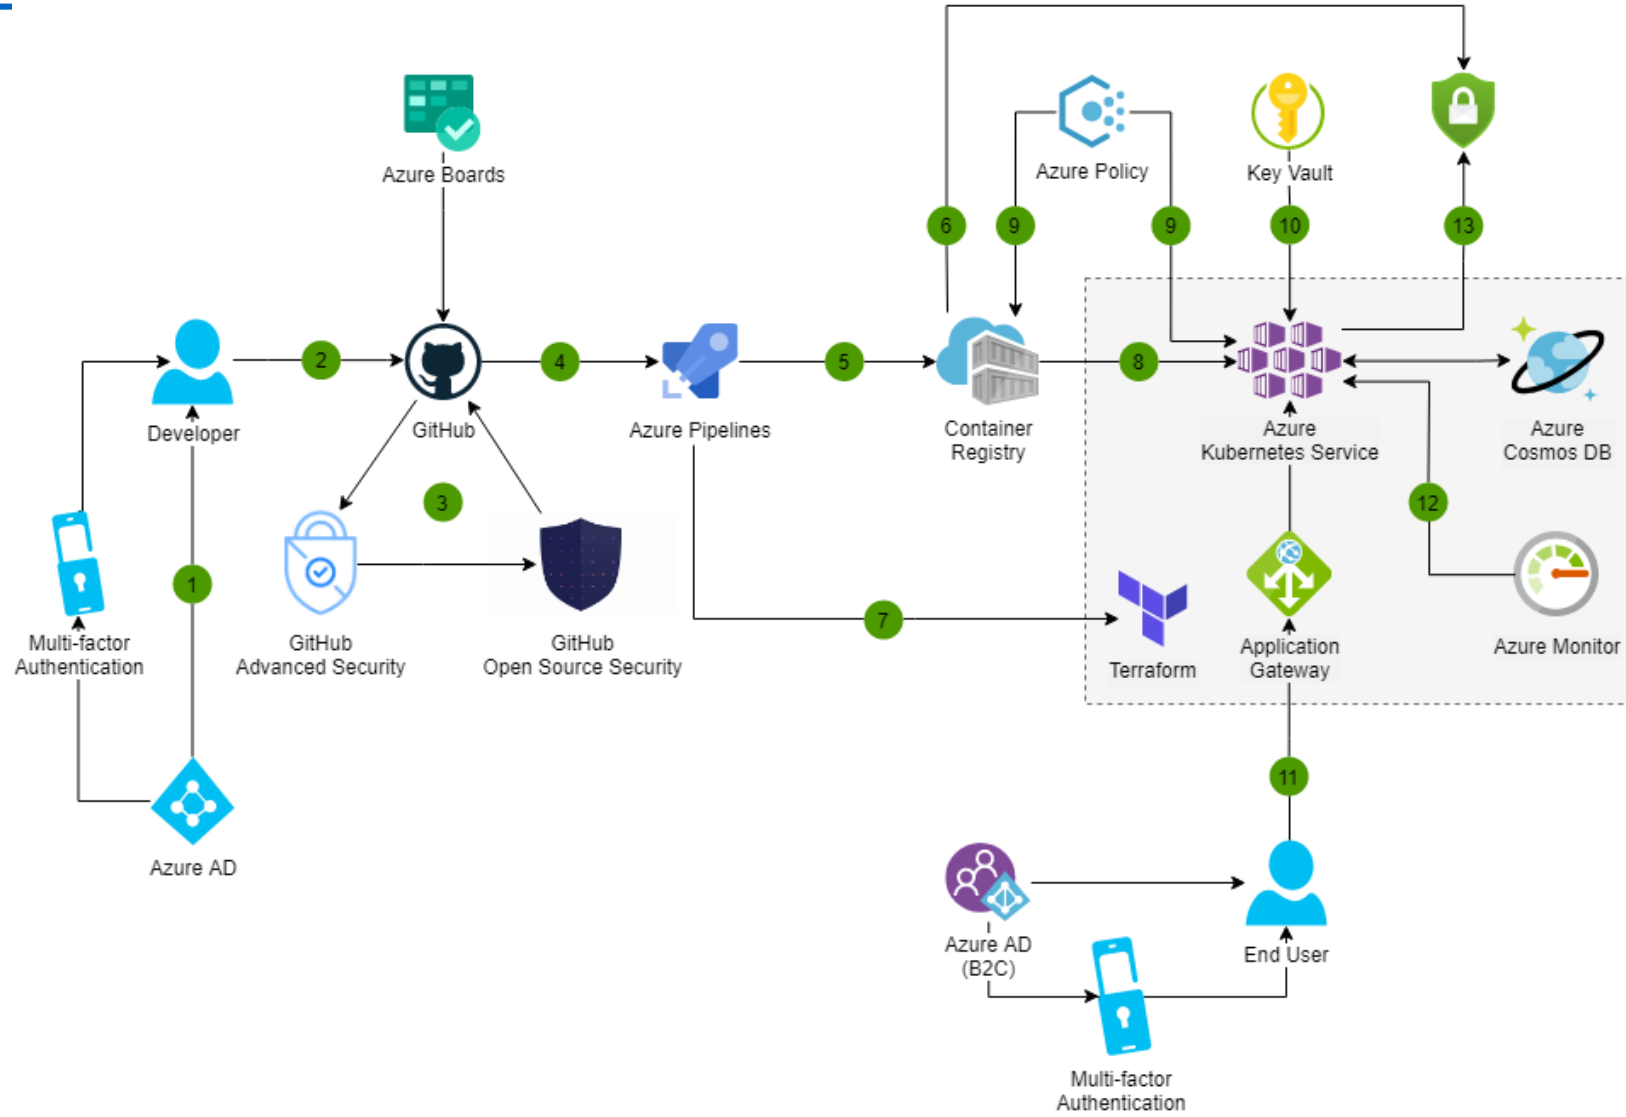 Azure Boards
Azure Policy
Key Vault
6
9
9
10
13
2
4
5
8
Developer
GitHub
Azure Pipelines
Container
Registry
Azure
Kubernetes Service
Azure
Cosmos DB
3
12
1
7
Multi-factor
Authentication
GitHub
Advanced Security
GitHub
Open Source Security
Terraform
Application
Gateway
Azure Monitor
11
Azure AD
Azure AD
(B2C)
End User
Multi-factor
Authentication